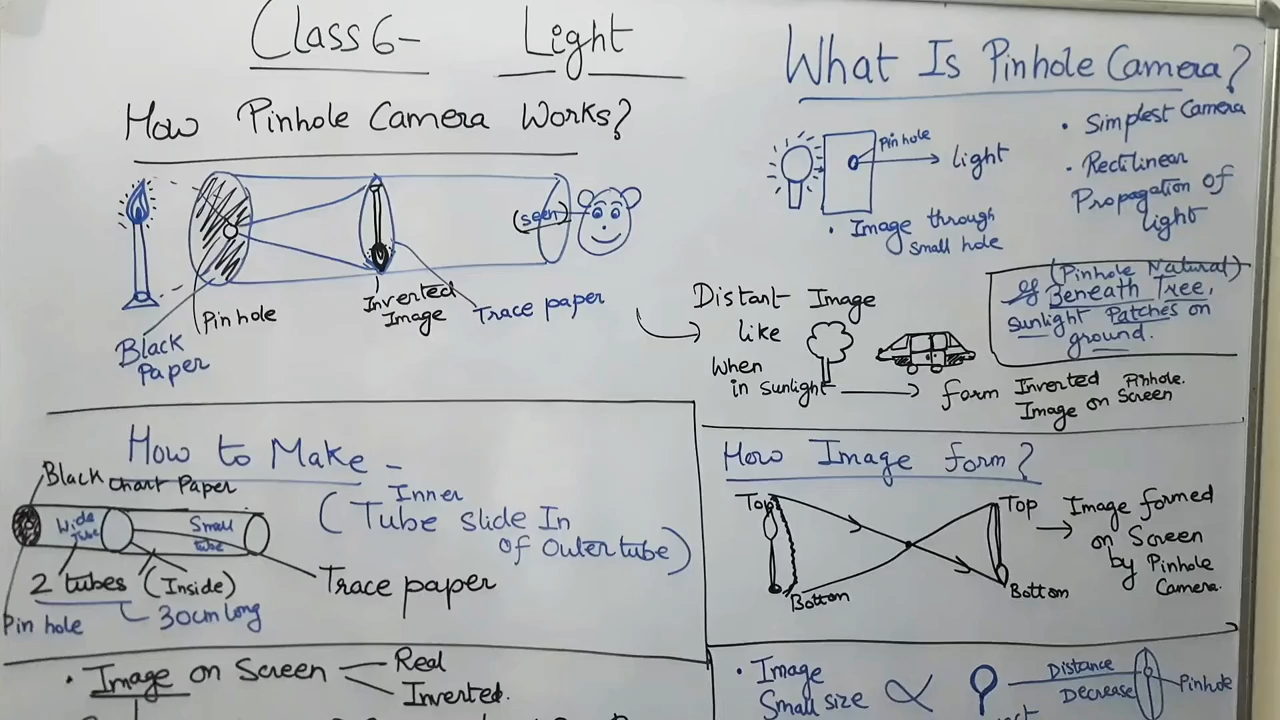 Class 6- Light
How Pinhole Camera Works?
(seen)
Pinhole
Inverted
Image
Trace paper
Black
Paper
What Is Pinhole Camera?
Pinhole
light
• Image through
small hole
• Simplest Camera
• Rectilinear
Propagation of
light
Distant Image
like
When
in sunlight
form Inverted Pinhole.
Image on Screen
(Pinhole Natural)
Beneath Tree,
sunlight Patches on
ground.
How to Make -
Black Chart Paper
Wide
tube
Small
tube
2 tubes (Inside)
30cm long
Pin hole
Trace paper
( Inner
Tube slide In
of outer tube)
How Image form?
Top
Bottom
Top
Bottom
Image formed
on Screen
by Pinhole
Camera.
• Image on Screen
Real
Inverted.
• Image
Small size ∝
Distance
Decrease
Pinhole